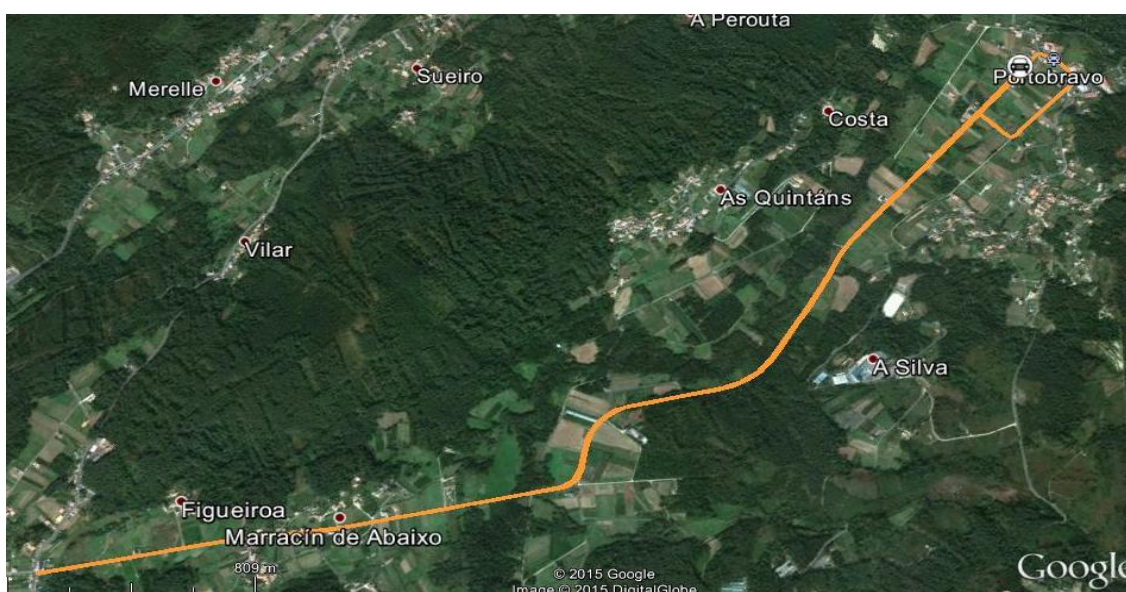 A Perouta
Merelle
Sueiro
Portobravo
Costa
As Quintáns
Vilar
A Silva
Figueiroa
Marracín de Abaixo
809 m
© 2015 Google
Image © 2015 DigitalGlobe
Google